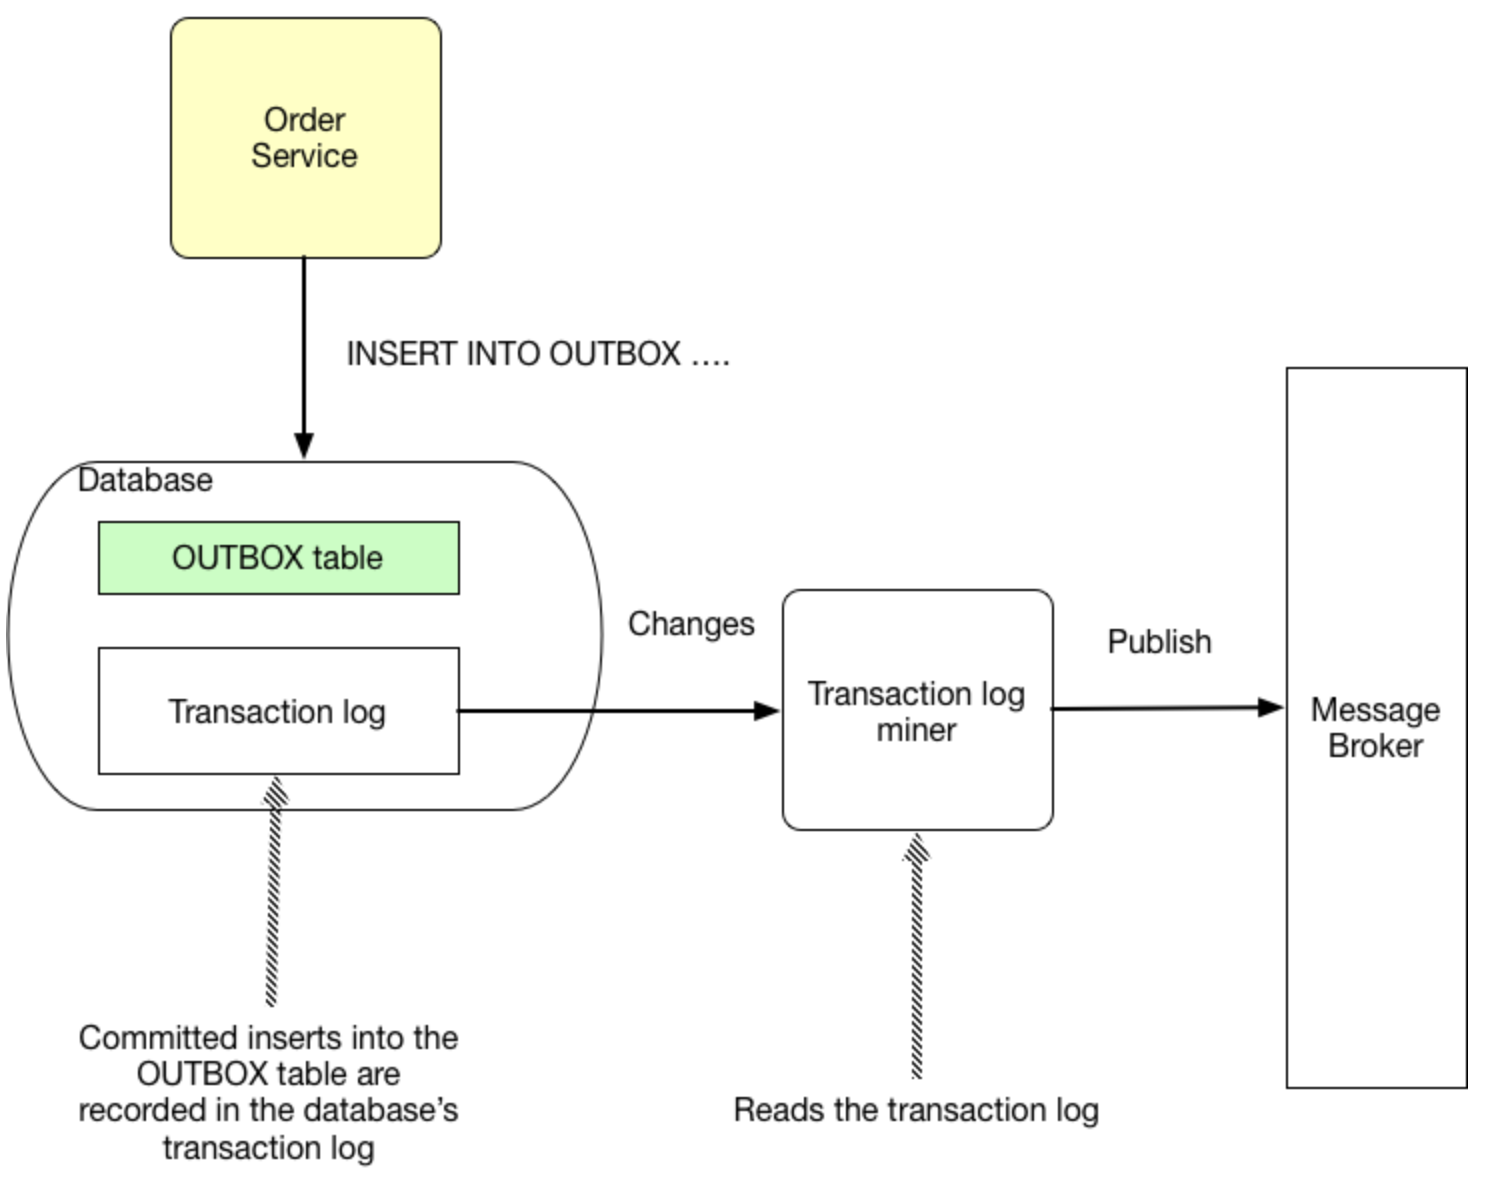 Order
Service
INSERT INTO OUTBOX ....
Database
OUTBOX table
Transaction log
Changes
Transaction log
miner
Publish
Message
Broker
Committed inserts into the
OUTBOX table are
recorded in the database’s
transaction log
Reads the transaction log